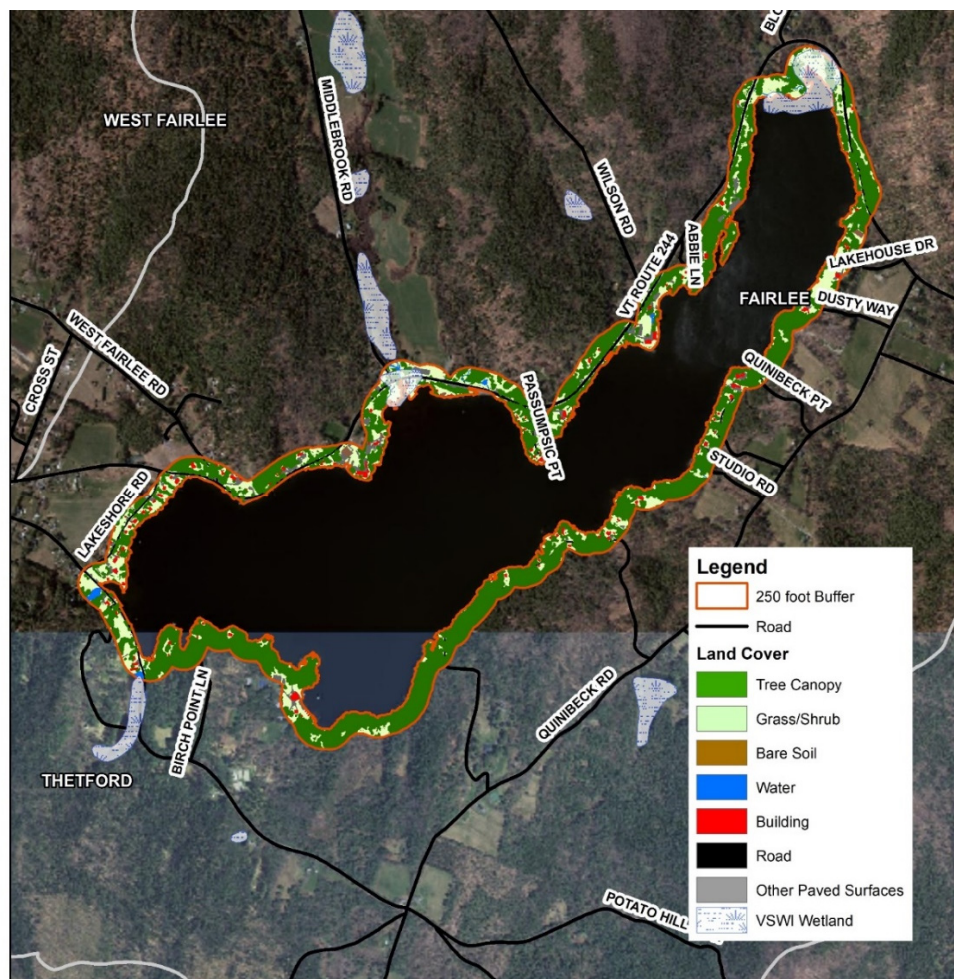 BLO
WEST FAIRLEE
MIDDLEBROOK RD
WILSON RD
ABBIE LN
VT ROUTE 244
LAKEHOUSE DR
FAIRLEE
DUSTY WAY
WEST FAIRLEE RD
CROSS ST
PASSUMPSIC PT
QUINIBECK PT
STUDIO RD
LAKESHORE RD
BIRCH POINT LN
QUINIBECK RD
THETFORD
POTATO HILL
Legend
250 foot Buffer
Road
Land Cover
Tree Canopy
Grass/Shrub
Bare Soil
Water
Building
Road
Other Paved Surfaces
VSWI Wetland